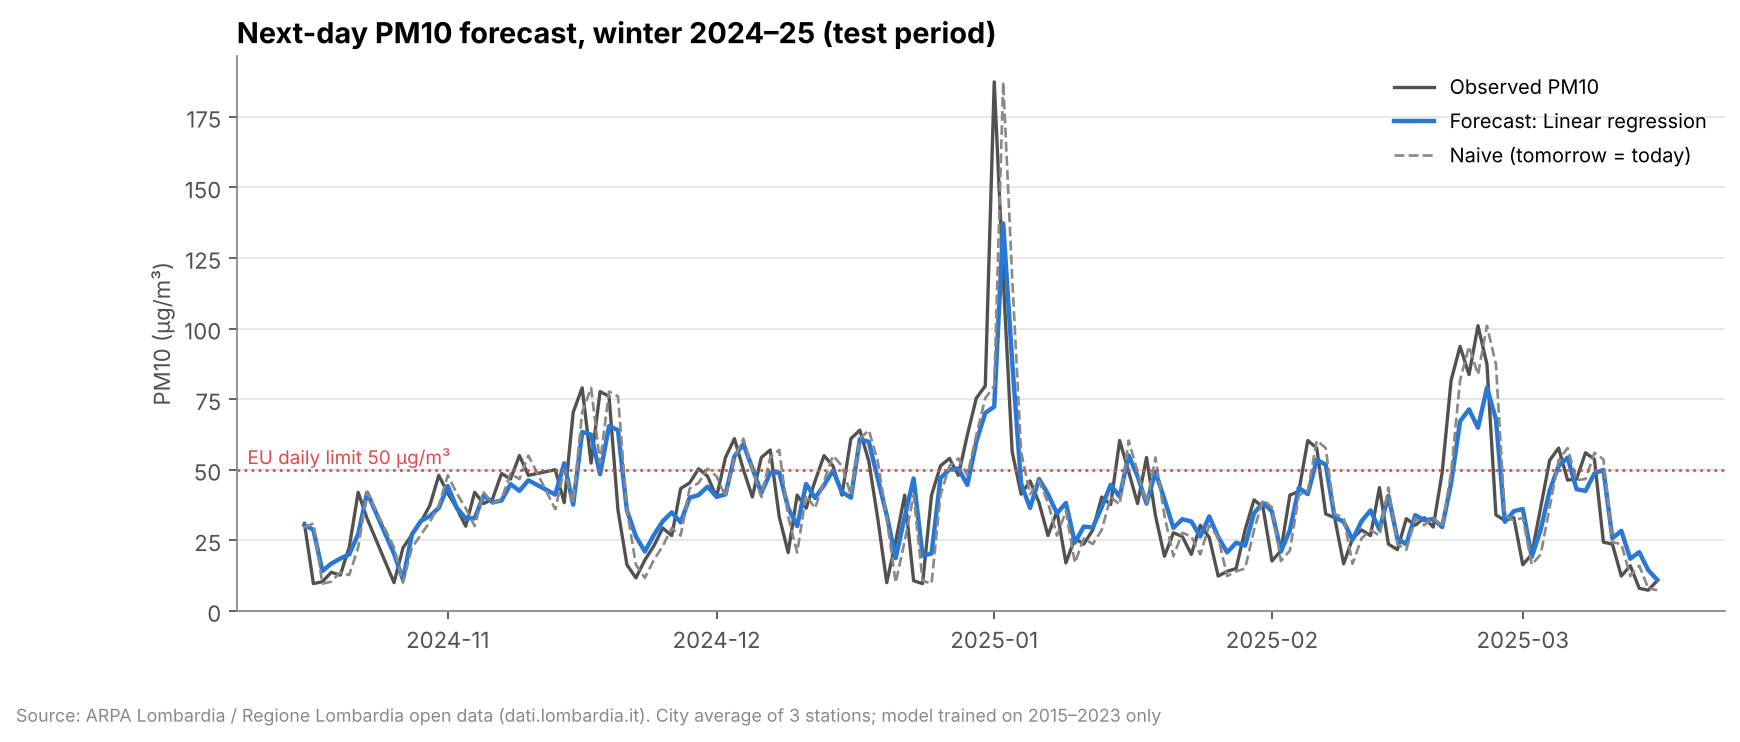 Next-day PM10 forecast, winter 2024–25 (test period)
Observed PM10
Forecast: Linear regression
Naive (tomorrow = today)
PM10 (µg/m³)
175
150
125
100
75
50
25
0
EU daily limit 50 µg/m³
2024-11
2024-12
2025-01
2025-02
2025-03
Source: ARPA Lombardia / Regione Lombardia open data (dati.lombardia.it). City average of 3 stations; model trained on 2015–2023 only